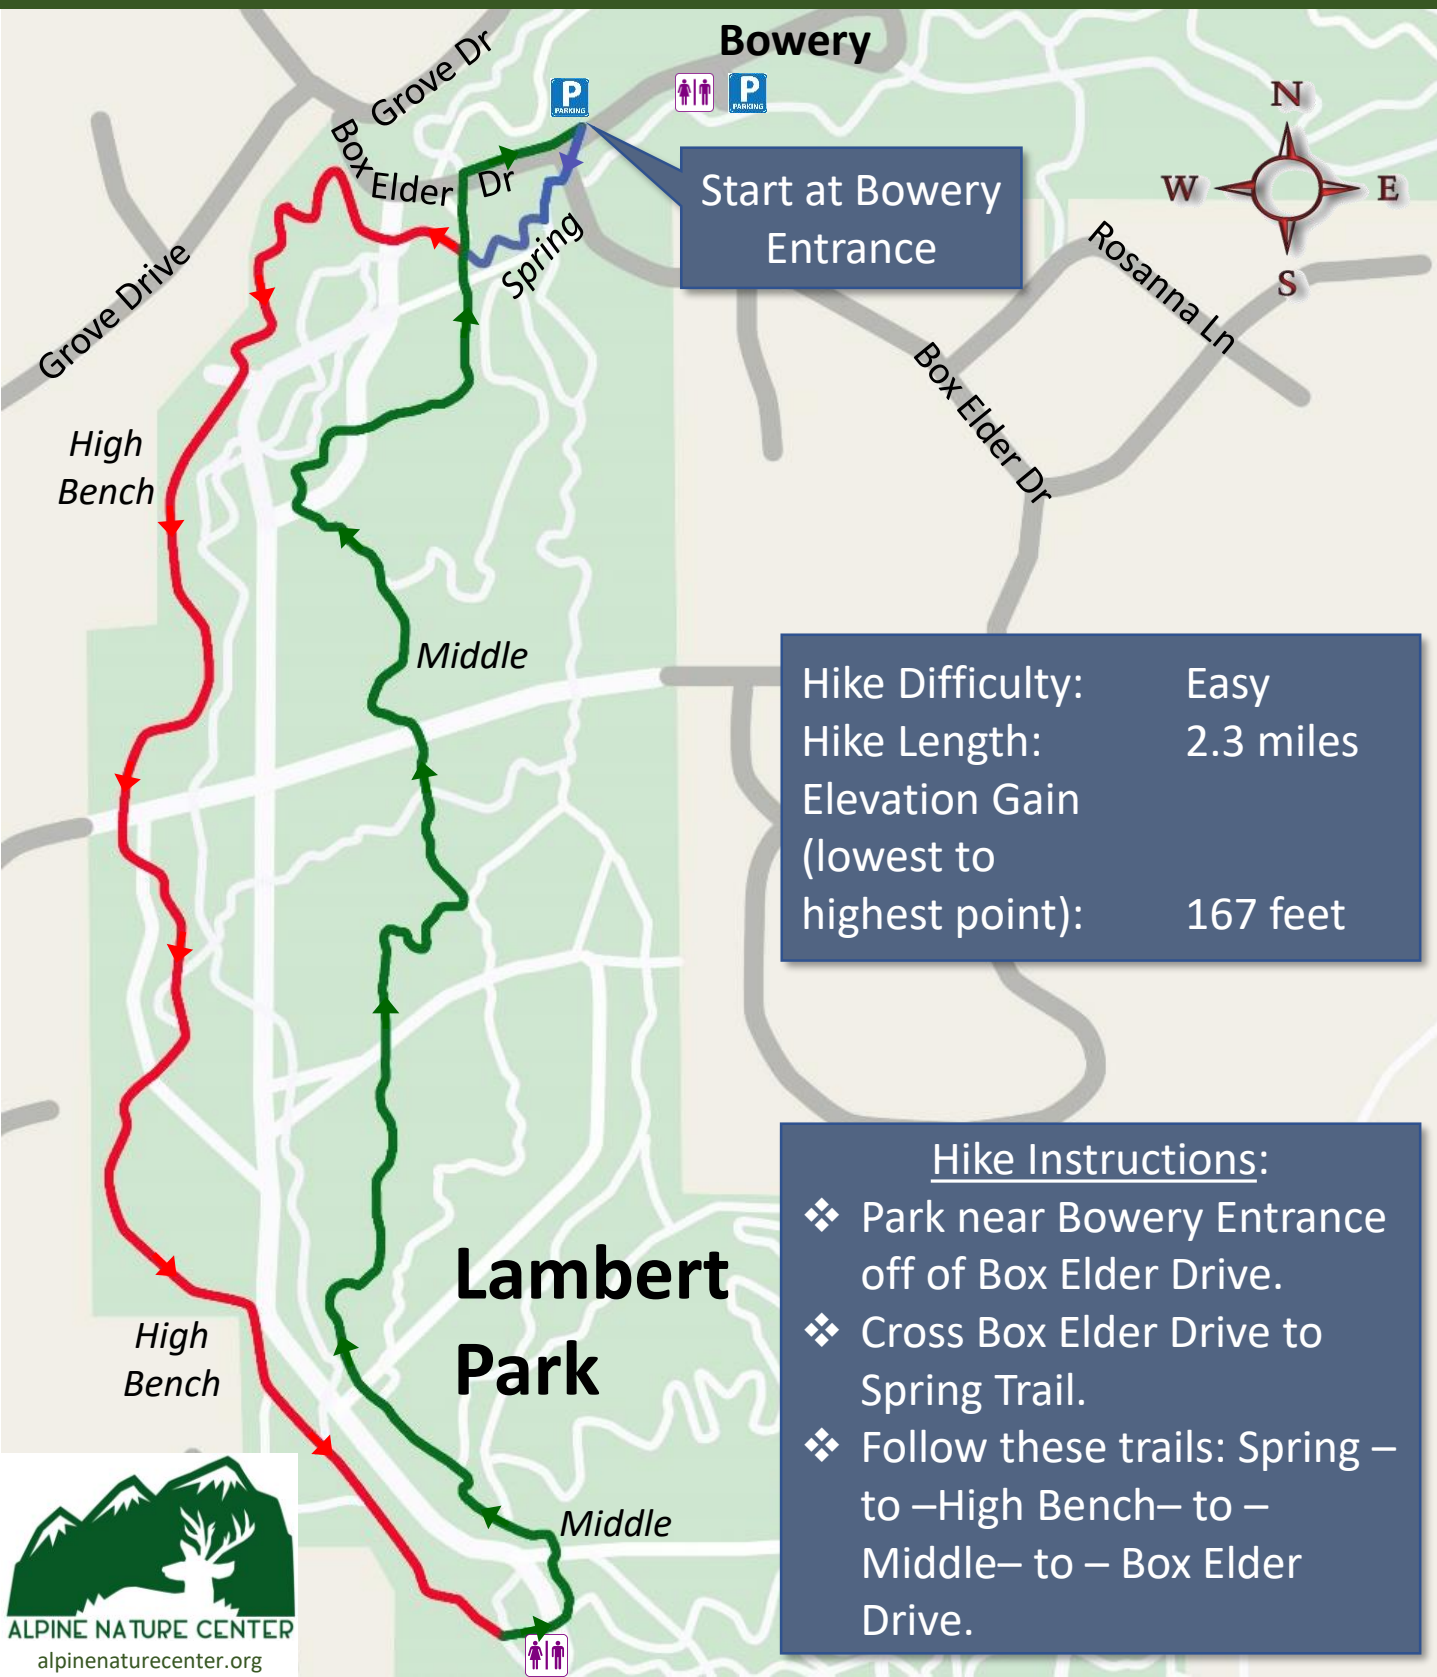 Bowery
Grove Dr
P
PARKING
P
PARKING
N
W
E
S
Box Elder Dr
Start at Bowery
Entrance
Spring
Grove Drive
Rosanna Ln
Box Elder Dr
High
Bench
Middle
Hike Difficulty: Easy
Hike Length: 2.3 miles
Elevation Gain
(lowest to
highest point): 167 feet
Lambert
Park
High
Bench
Middle
Hike Instructions:
❖ Park near Bowery Entrance
off of Box Elder Drive.
❖ Cross Box Elder Drive to
Spring Trail.
❖ Follow these trails: Spring –
to –High Bench– to –
Middle– to – Box Elder
Drive.
ALPINE NATURE CENTER
alpinenaturecenter.org